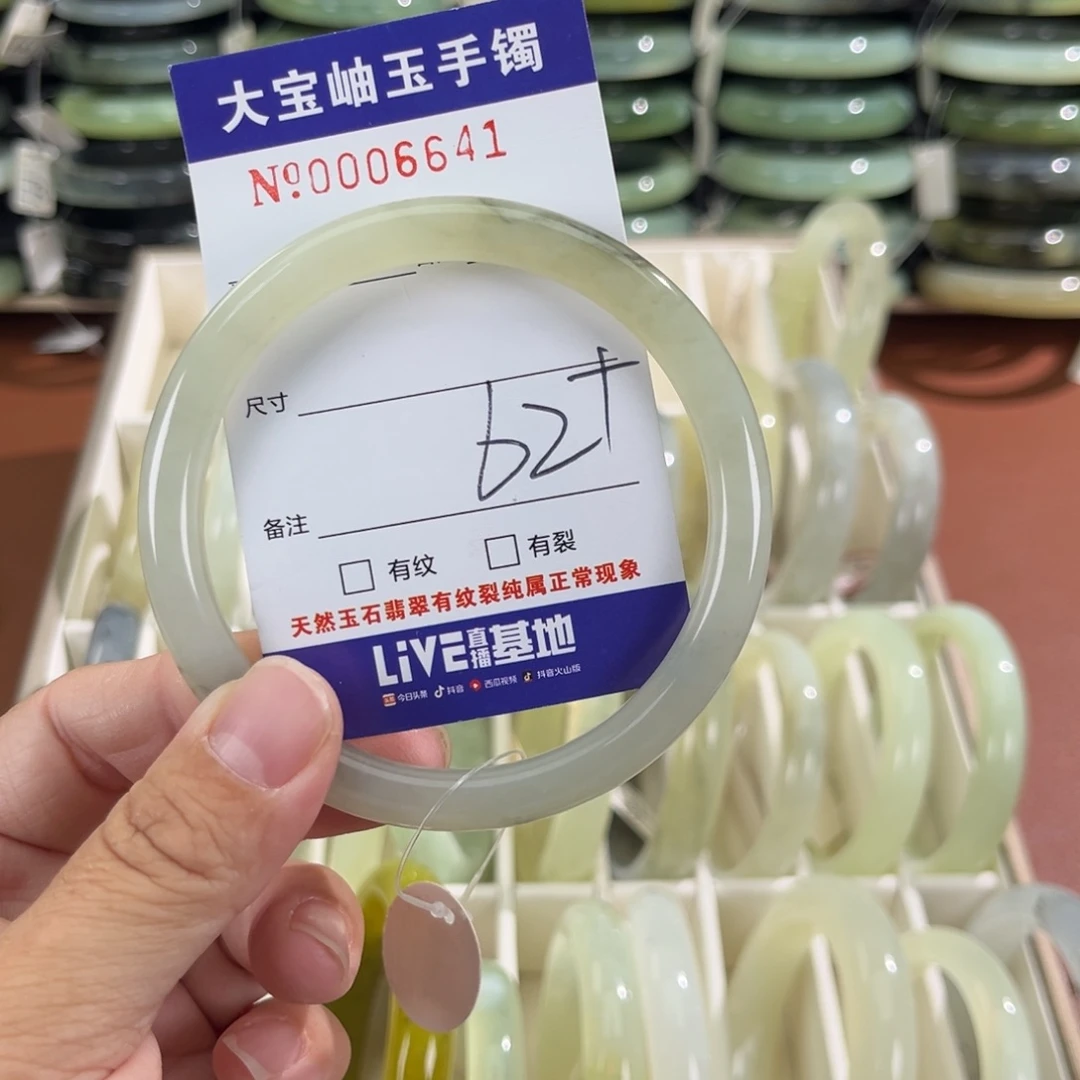 大宝岫玉手镯
Nº0006641
尺寸
62+
备注
有纹 有裂
天然玉石翡翠有纹裂纯属正常现象
LiVE直播基地
今日头条 抖音 西瓜视频 抖音火山版